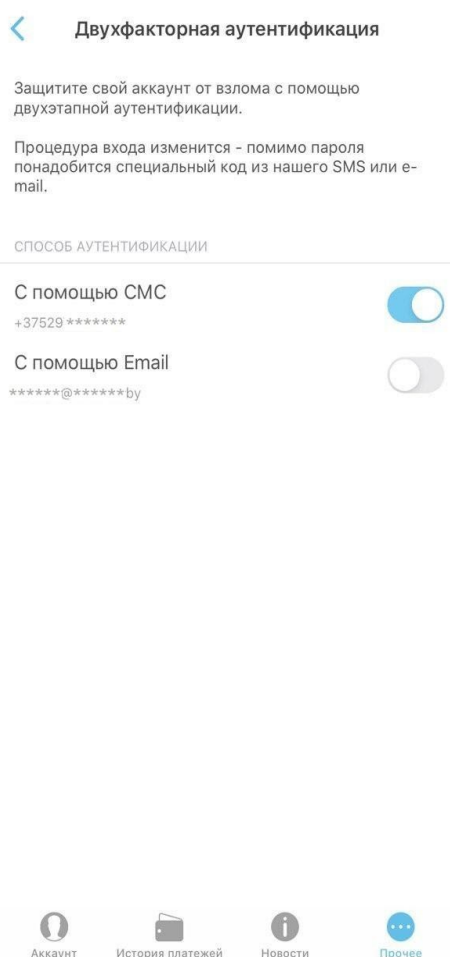 Двухфакторная аутентификация
Защитите свой аккаунт от взлома с помощью
двухэтапной аутентификации.
Процедура входа изменится - помимо пароля
понадобится специальный код из нашего SMS или e-
mail.
СПОСОБ АУТЕНТИФИКАЦИИ
С помощью СМС
+37529 *******
С помощью Email
******@******by
Аккаунт История платежей Новости Прочее